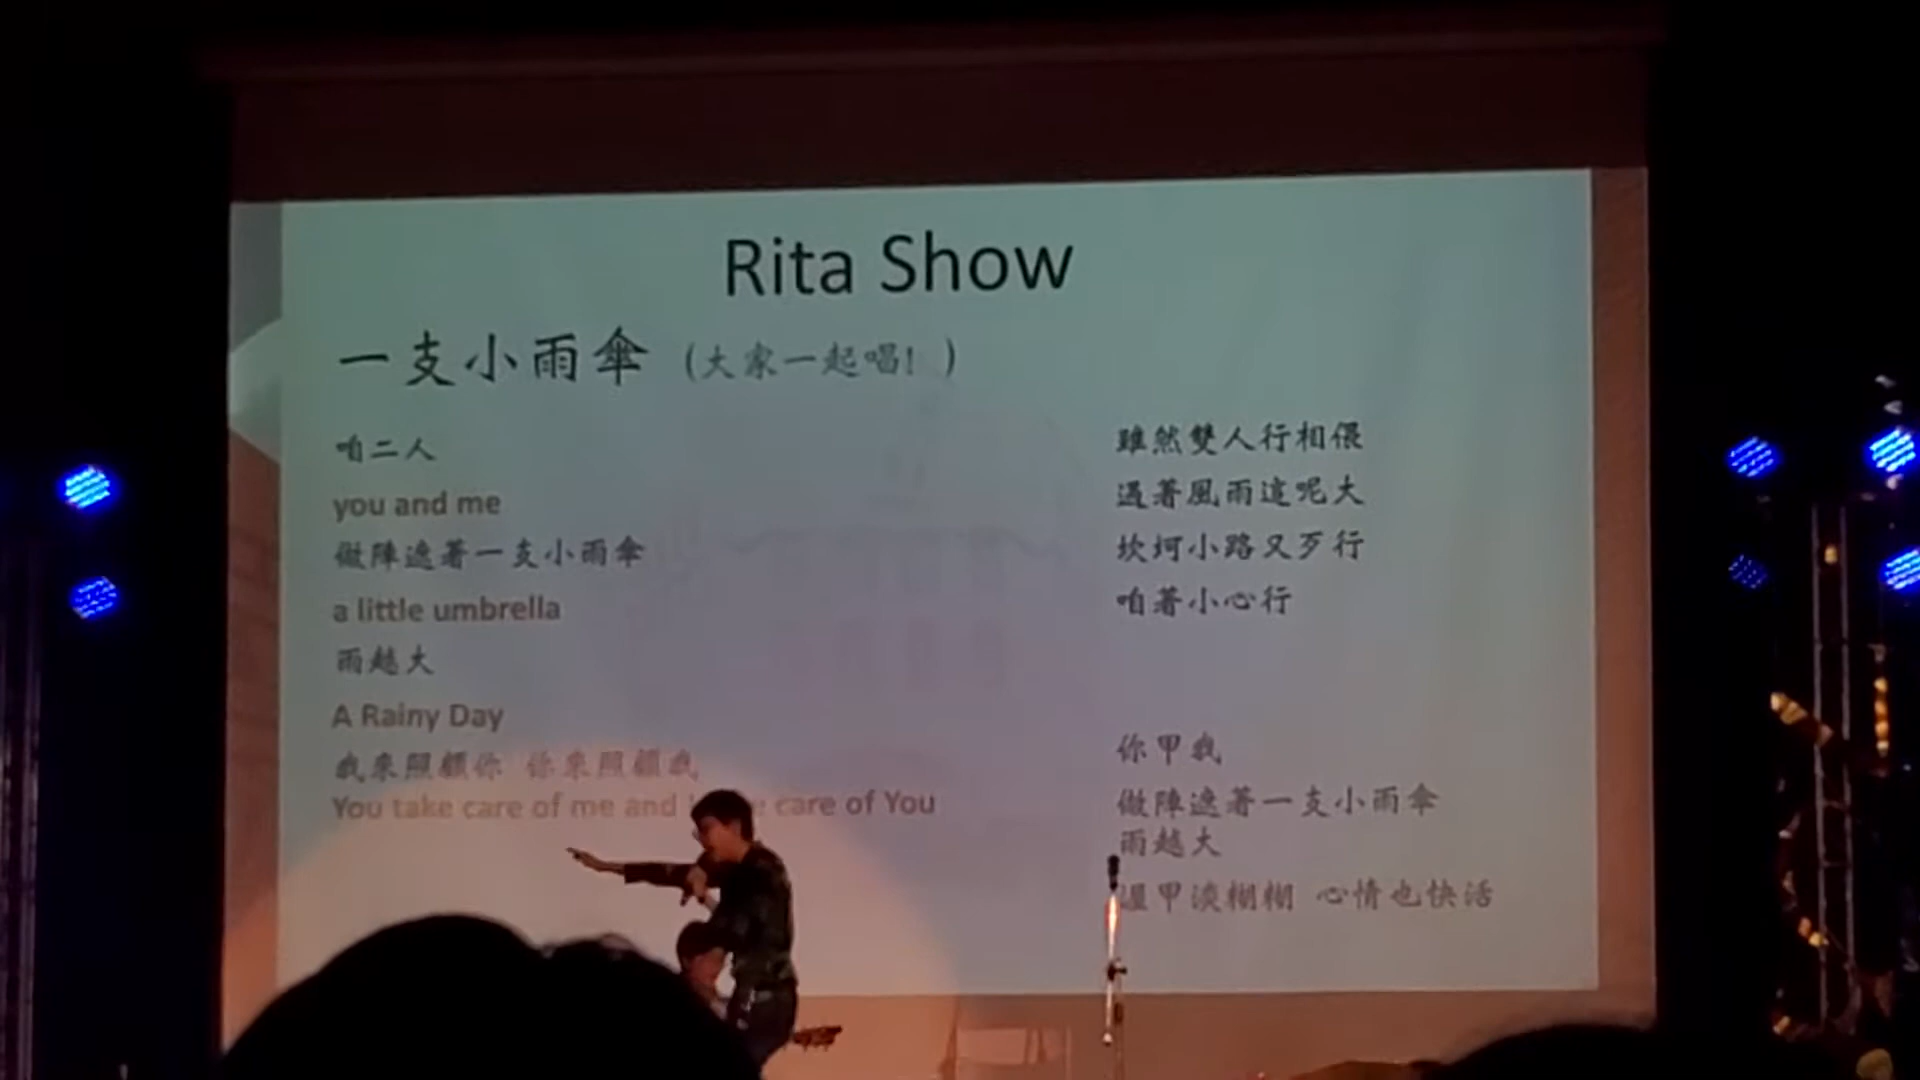 Rita Show
一支小雨傘 (大家一起唱! )
咱二人
you and me
做陣遮著一支小雨傘
a little umbrella
雨越大
A Rainy Day
我來照顧你 你來照顧我
You take care of me and care of You
雖然雙人行相偎
遇著風雨這呢大
坎坷小路又歹行
咱著小心行
你甲我
做陣遮著一支小雨傘
雨越大
溫甲淡糊糊 心情也快活